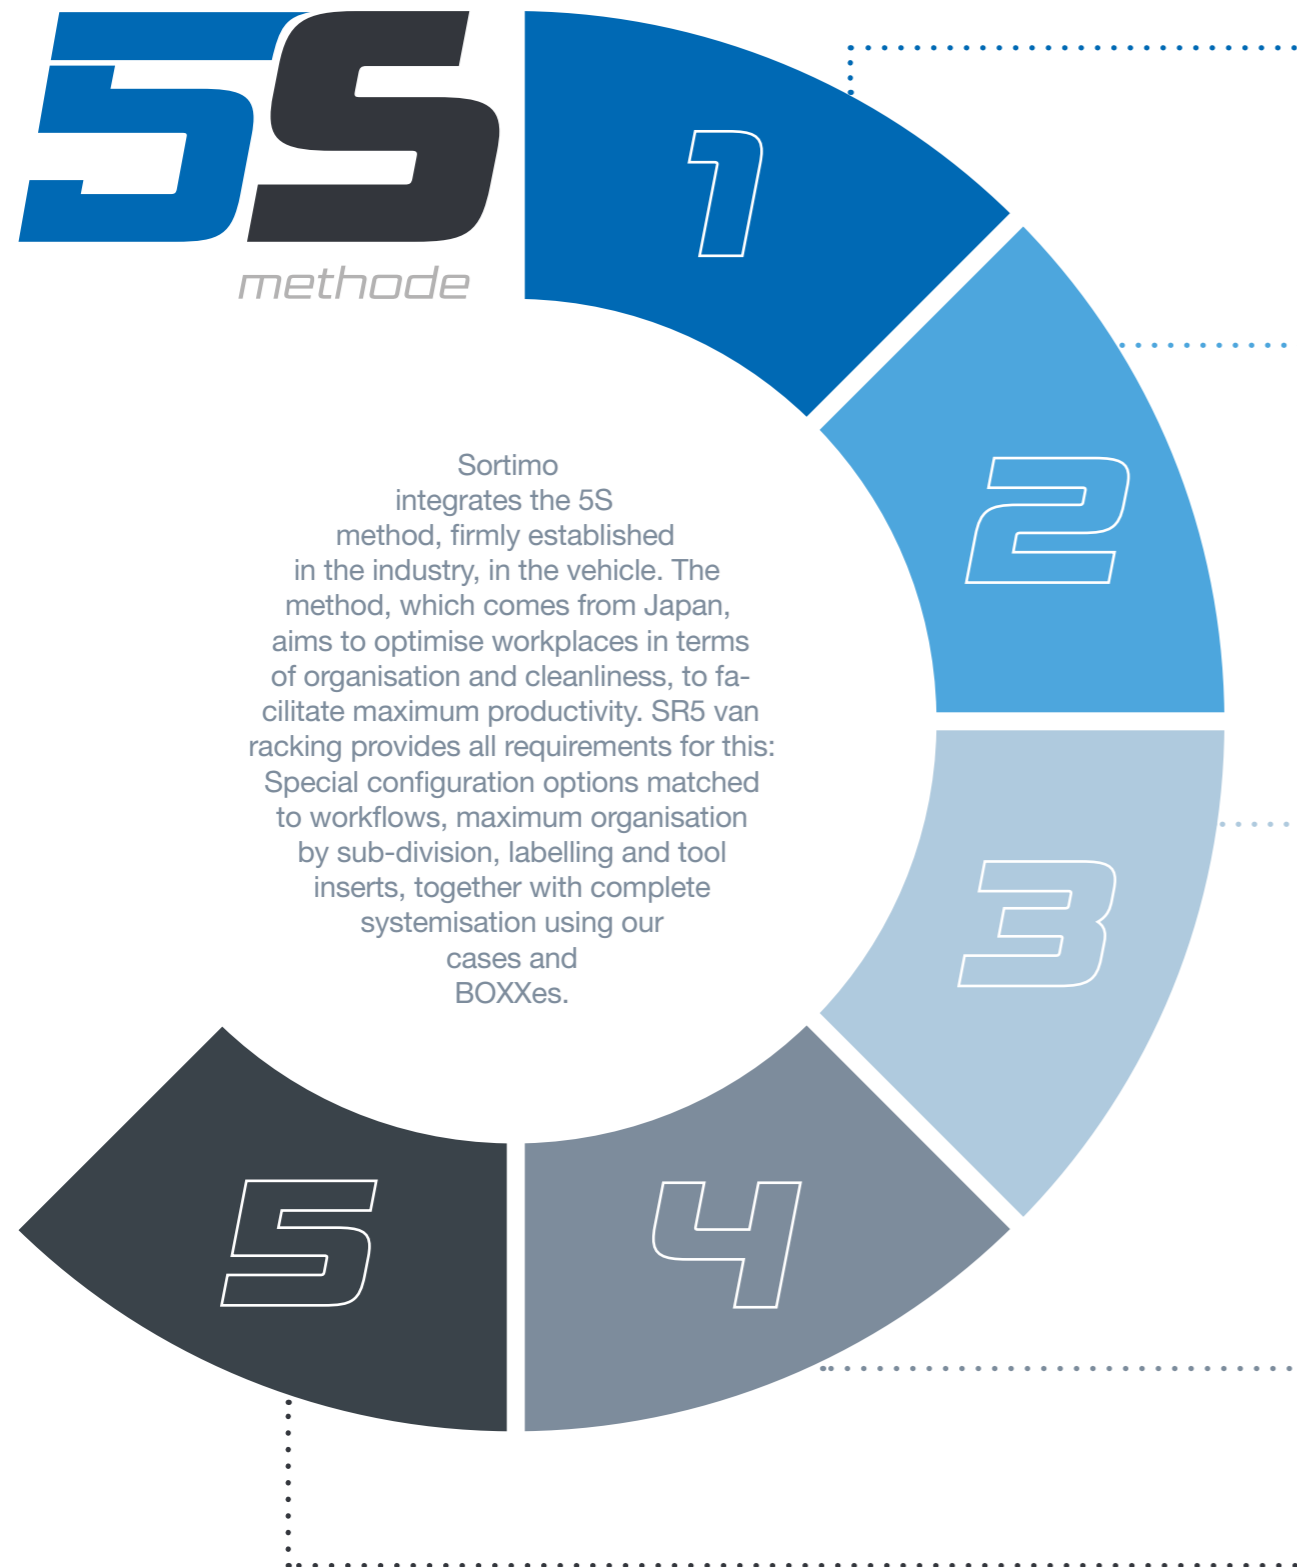 5S
methode
1
2
Sortimo
integrates the 5S
method, firmly established
in the industry, in the vehicle. The
method, which comes from Japan,
aims to optimise workplaces in terms
of organisation and cleanliness, to fa-
cilitate maximum productivity. SR5 van
racking provides all requirements for this:
Special configuration options matched
to workflows, maximum organisation
by sub-division, labelling and tool
inserts, together with complete
systemisation using our
cases and
BOXXes.
3
4
5